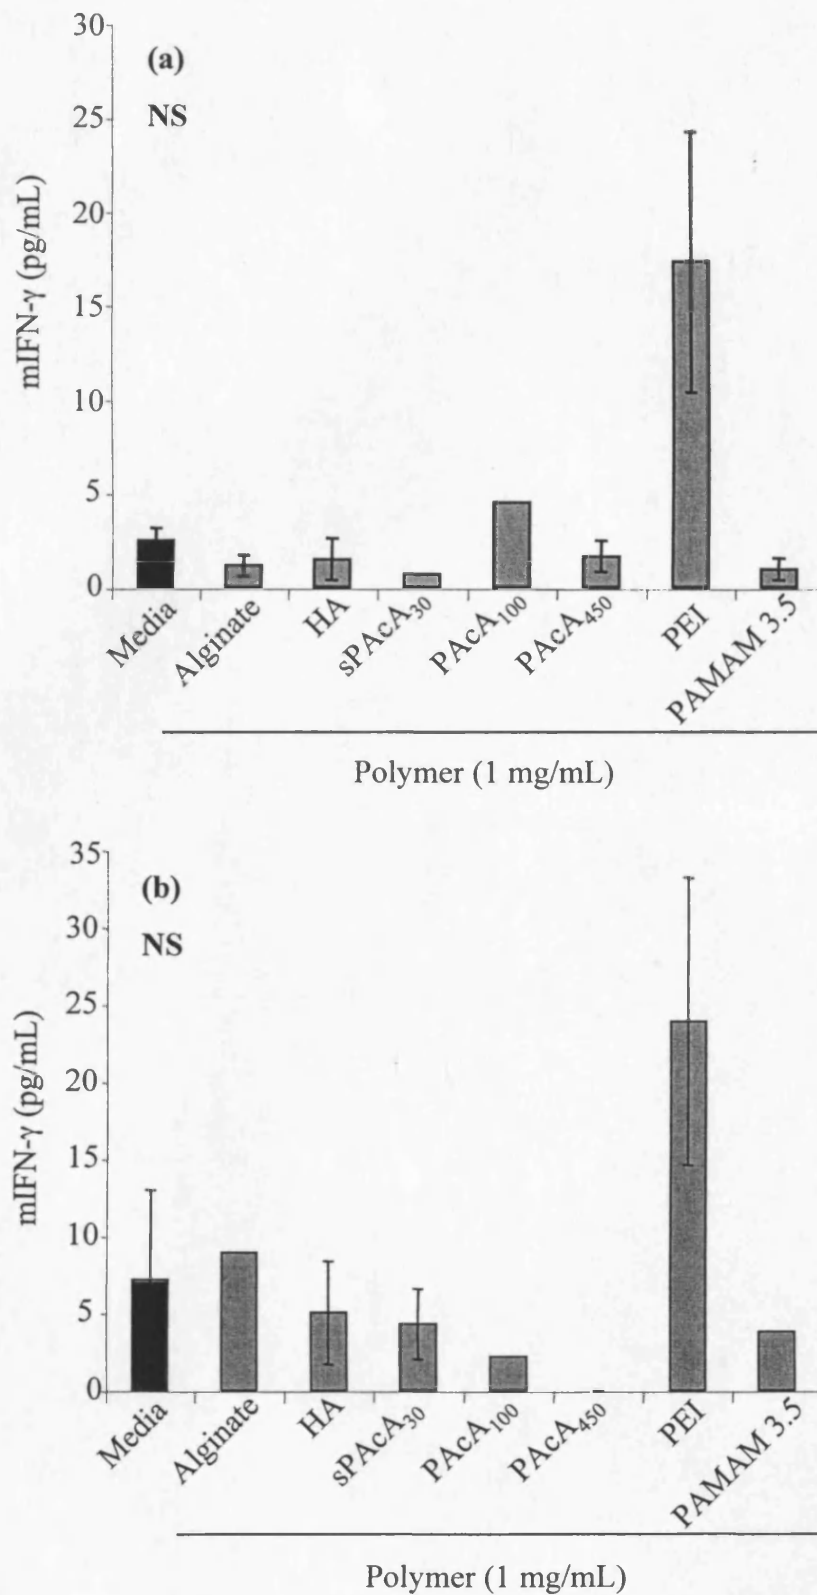 30
(a)
NS
25
20
15
10
5
0
mIFN-γ (pg/mL)
Media
Alginate
HA
sPAcA₃₀
PAcA₁₀₀
PAcA₄₅₀
PEI
PAMAM 3.5
Polymer (1 mg/mL)
35
(b)
NS
30
25
20
15
10
5
0
mIFN-γ (pg/mL)
Media
Alginate
HA
sPAcA₃₀
PAcA₁₀₀
PAcA₄₅₀
PEI
PAMAM 3.5
Polymer (1 mg/mL)